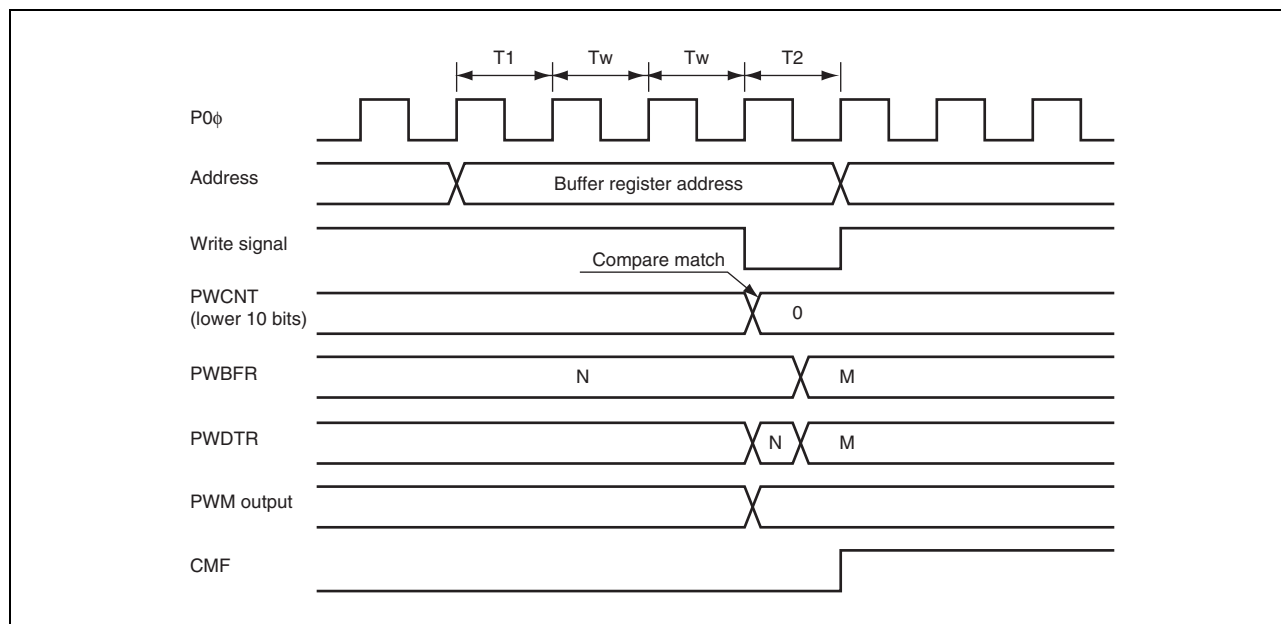 T1 Tw Tw T2
P0ϕ
Address
Buffer register address
Write signal
Compare match
PWCNT
(lower 10 bits)
0
PWBFR
N M
PWDTR
N M
PWM output
CMF